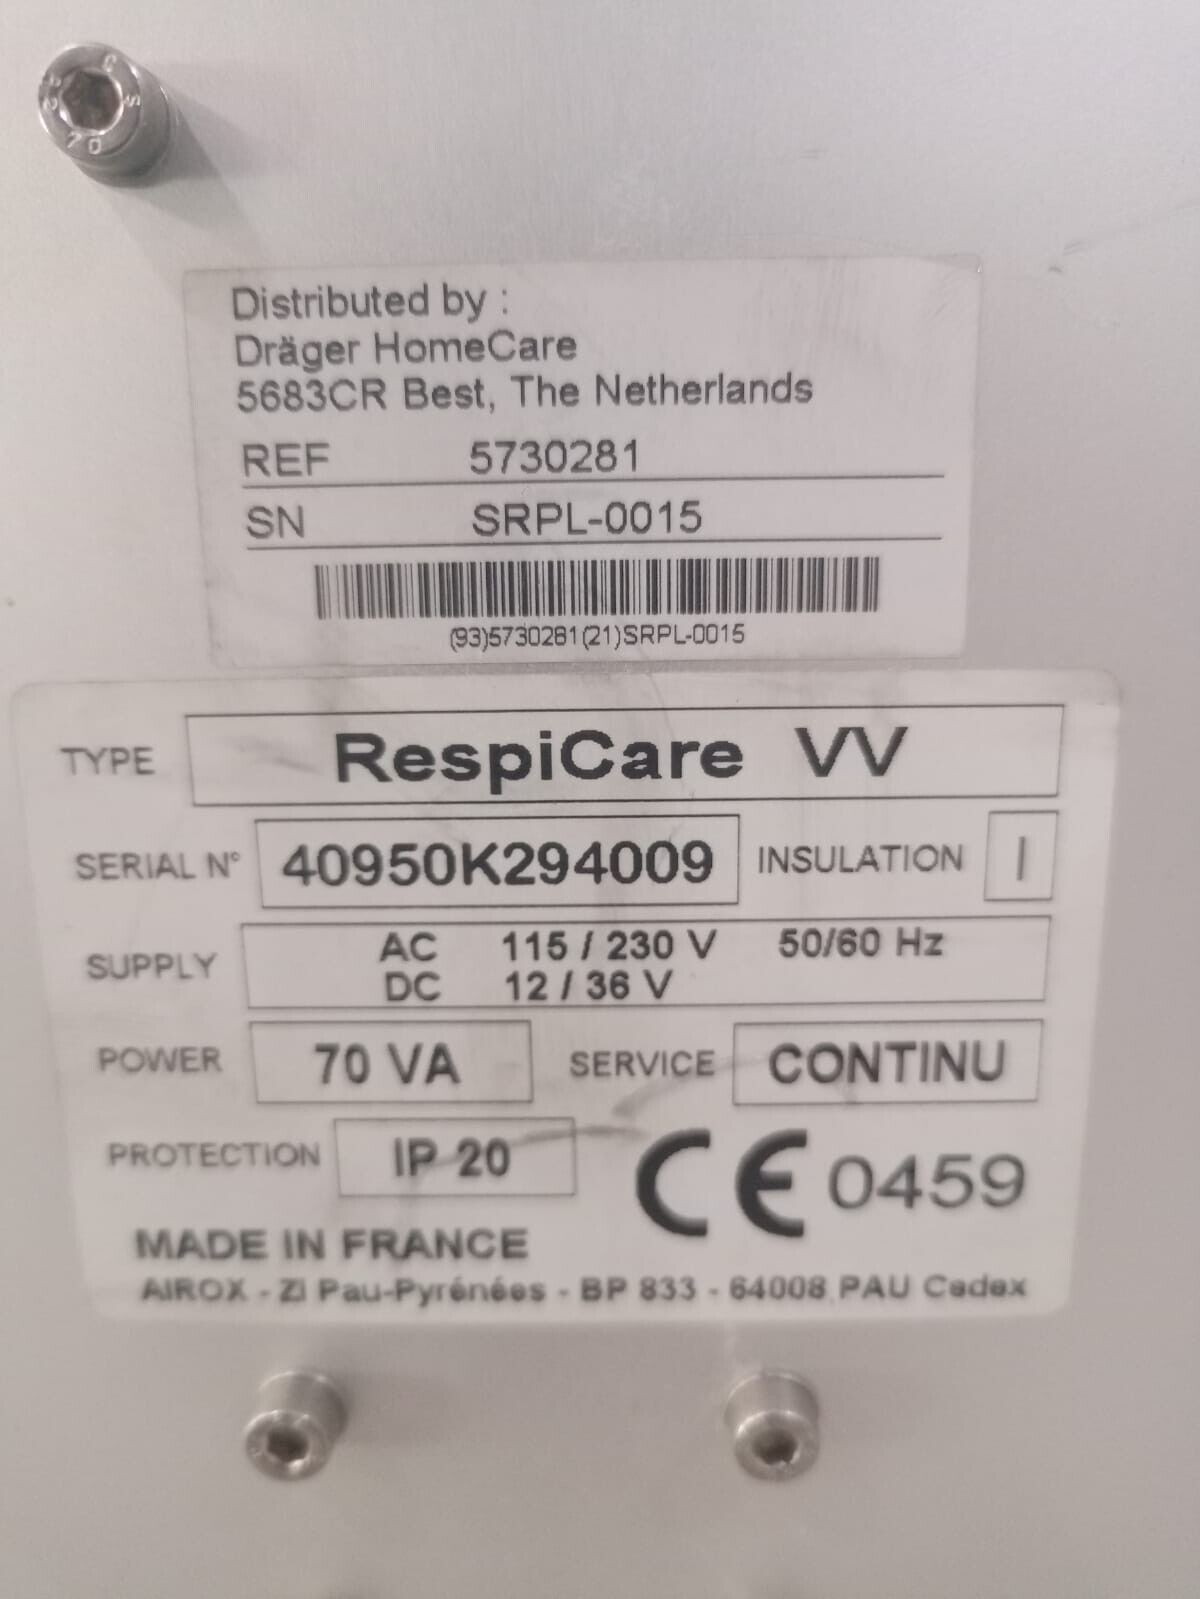 Distributed by :
Dräger HomeCare
5683CR Best, The Netherlands
REF 5730281
SN SRPL-0015
(93)5730281(21)SRPL-0015
TYPE RespiCare VV
SERIAL N° 40950K294009 INSULATION I
SUPPLY AC 115 / 230 V 50/60 Hz
DC 12 / 36 V
POWER 70 VA SERVICE CONTINU
PROTECTION IP 20 CE 0459
MADE IN FRANCE
AIROX - Zi Pau-Pyrénées - BP 833 - 64008 PAU Cedex